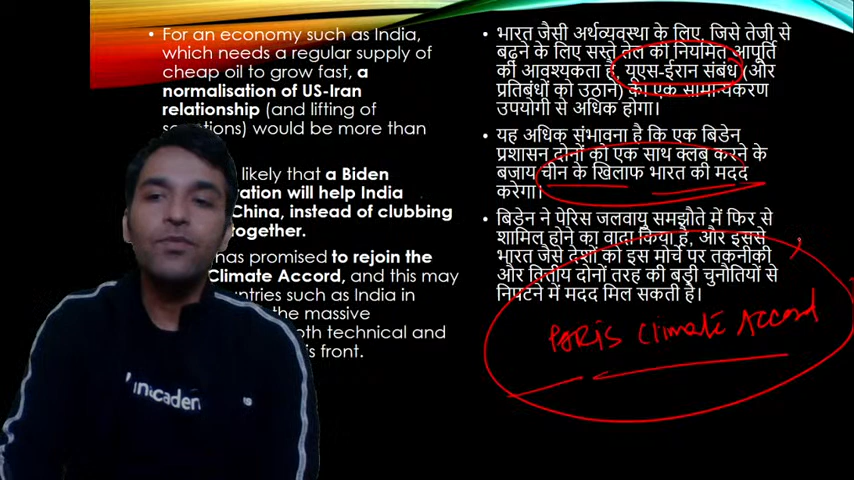 • For an economy such as India,
which needs a regular supply of
cheap oil to grow fast, a
normalisation of US-Iran
relationship (and lifting of
would be more than
likely that a Biden
will help India
China, instead of clubbing
together.
has promised to rejoin the
Climate Accord, and this may
such as India in
the massive
both technical and
front.
• भारत जैसी अर्थव्यवस्था के लिए, जिसे तेजी से
बढ़ने के लिए सस्ते तेल की नियमित आपूर्ति
की आवश्यकता है, यूएस-ईरान संबंध (और
प्रतिबंधों को उठाने) का एक सामान्यकरण
उपयोगी से अधिक होगा।
• यह अधिक संभावना है कि एक बिडेन
प्रशासन दोनों को एक साथ क्लब करने के
बजाय चीन के खिलाफ भारत की मदद
करेगा।
• बिडेन ने पेरिस जलवायु समझौते में फिर से
शामिल होने का वादा किया है, और इससे
भारत जैसे देशों को इस मोर्चे पर तकनीकी
और वित्तीय दोनों तरह की बड़ी चुनौतियों से
निपटने में मदद मिल सकती है।
PARIS Climate Accord